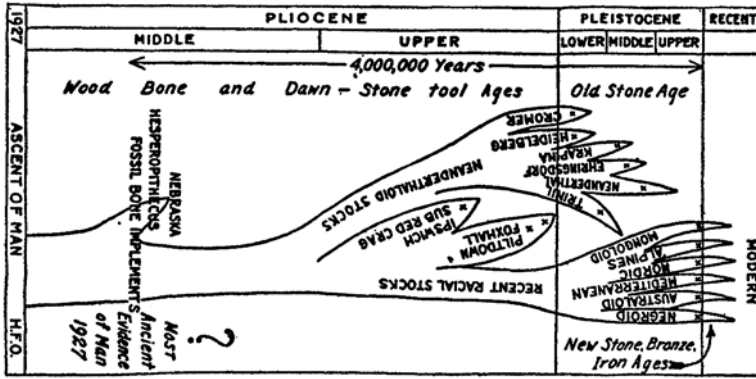 1927
ASCENT OF MAN
H.F.O.
PLIOCENE
PLEISTOCENE
RECENT
MIDDLE
UPPER
LOWER
MIDDLE
UPPER
4,000,000 Years
Wood Bone and Dawn - Stone tool Ages
Old Stone Age
NEBRASKA
HESPEROPITHECUS
FOSSIL BONE IMPLEMENTS
NEANDERTHALOID STOCKS
CROMER
HEIDELBERG
KRAPINA
EHRINGSDORF
NEANDERTHAL
TRINIL
IPSWICH
SUB RED CRAG
PILTDOWN
FOXHALL
RECENT RACIAL STOCKS
MONGOLOID
ALPINES
NORDIC
MEDITERRANEAN
AUSTRALOID
NEGROID
MODERN
?
Most
Ancient
Evidence
of Man
1927
New Stone, Bronze,
Iron Ages